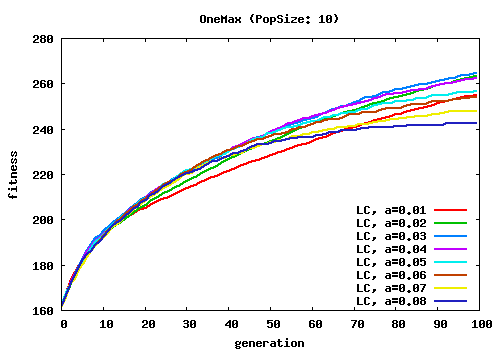 OneMax (PopSize: 10)
280
260
240
220
200
180
160
fitness
LC, a=0.01
LC, a=0.02
LC, a=0.03
LC, a=0.04
LC, a=0.05
LC, a=0.06
LC, a=0.07
LC, a=0.08
0 10 20 30 40 50 60 70 80 90 100
generation